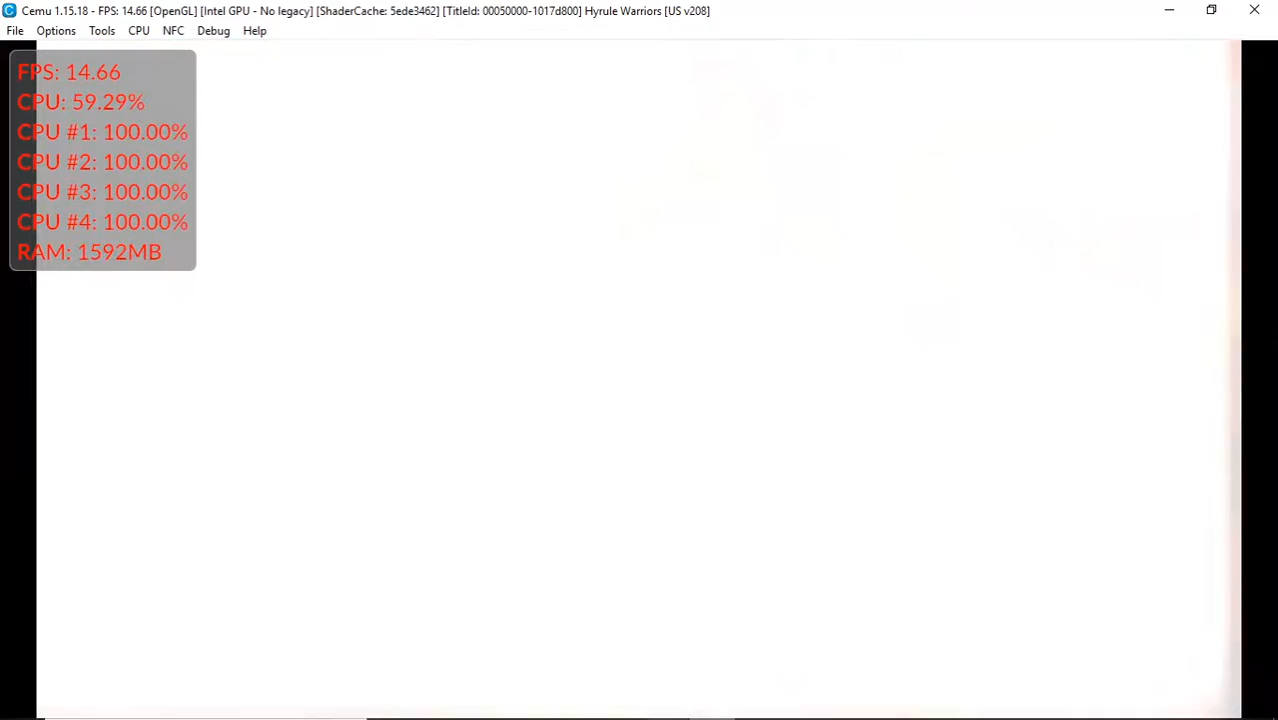 Cemu 1.15.18 - FPS: 14.66 [OpenGL] [Intel GPU - No legacy] [ShaderCache: 5ede3462] [TitleId: 00050000-1017d800] Hyrule Warriors [US v208]
File Options Tools CPU NFC Debug Help
FPS: 14.66
CPU: 59.29%
CPU #1: 100.00%
CPU #2: 100.00%
CPU #3: 100.00%
CPU #4: 100.00%
RAM: 1592MB